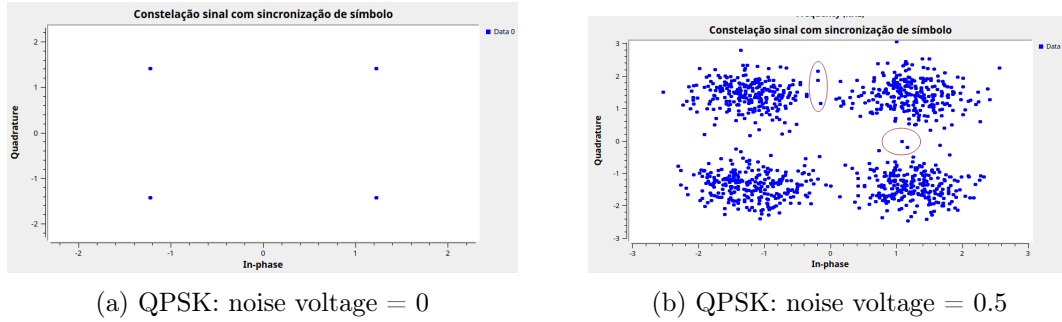 Constelação sinal com sincronização de símbolo
Data 0
2
1
0
-1
-2
Quadrature
-2
-1
0
1
2
In-phase
(a) QPSK: noise voltage = 0
Constelação sinal com sincronização de símbolo
Data
3
2
1
0
-1
-2
-3
Quadrature
-3
-2
-1
0
1
2
3
In-phase
(b) QPSK: noise voltage = 0.5